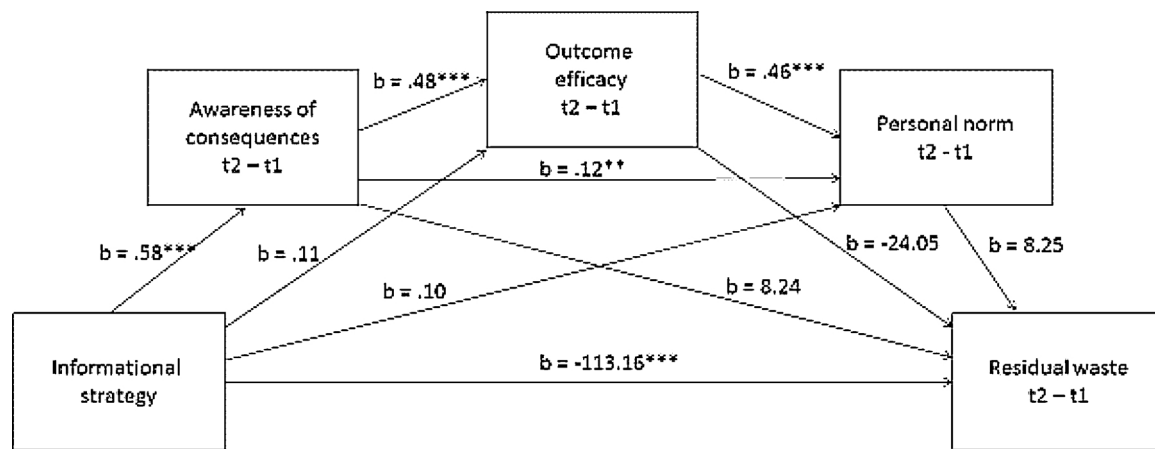 Outcome
efficacy
t2 – t1
b = .48***
b = .46***
Awareness of
consequences
t2 – t1
Personal norm
t2 - t1
b = .12**
b = .58***
b = .11
b = -24.05
b = 8.25
b = .10
b = 8.24
Informational
strategy
b = -113.16***
Residual waste
t2 – t1